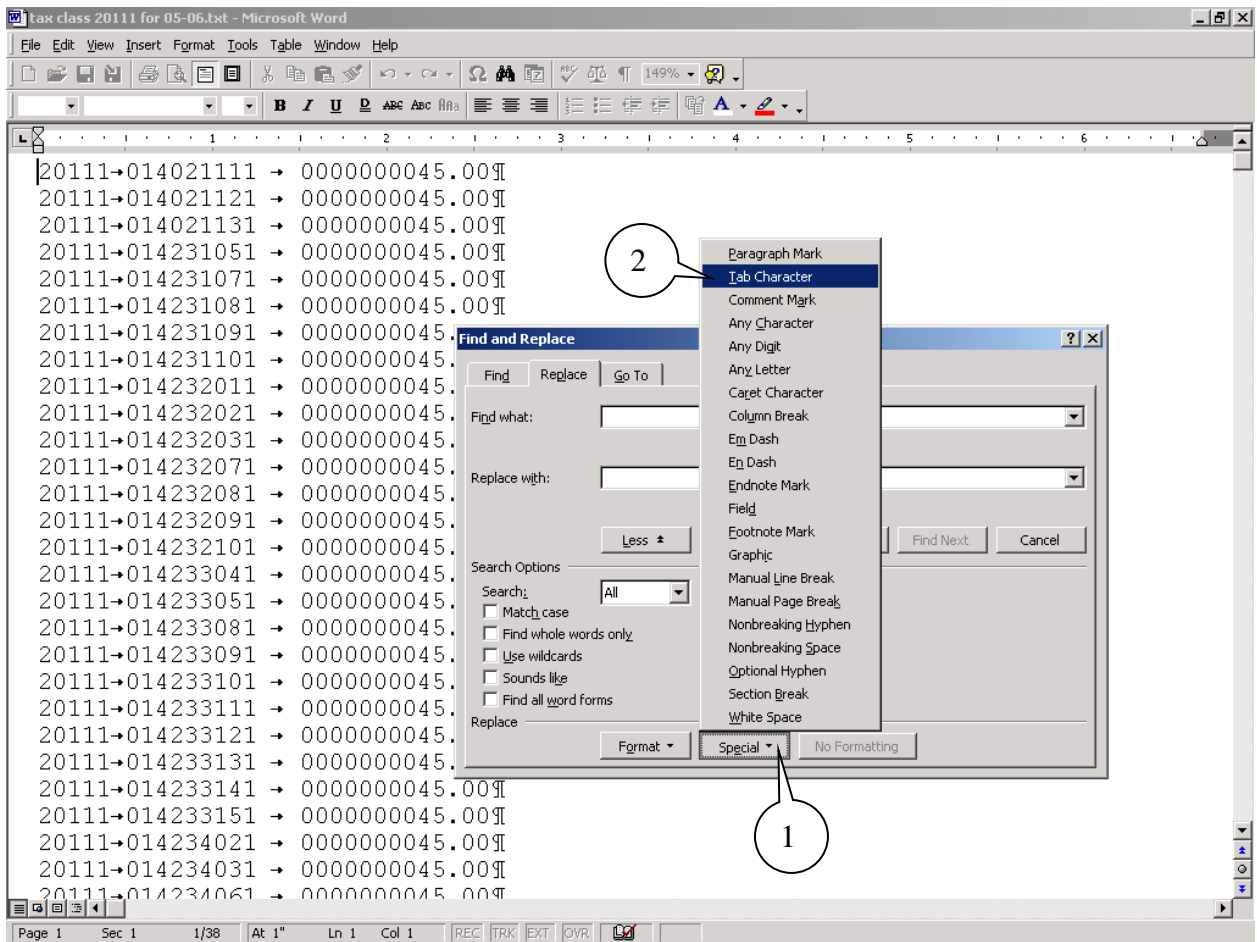 tax class 20111 for 05-06.txt - Microsoft Word
File Edit View Insert Format Tools Table Window Help
149%
B I U D ABC ABC
1 2 3 4 5 6
20111→014021111 → 0000000045.00¶
20111→014021121 → 0000000045.00¶
20111→014021131 → 0000000045.00¶
20111→014231051 → 0000000045.00¶
20111→014231071 → 0000000045.00¶
20111→014231081 → 0000000045.00¶
20111→014231091 → 0000000045.
20111→014231101 → 0000000045.
20111→014232011 → 0000000045.
20111→014232021 → 0000000045.
20111→014232031 → 0000000045.
20111→014232071 → 0000000045.
20111→014232081 → 0000000045.
20111→014232091 → 0000000045.
20111→014232101 → 0000000045.
20111→014233041 → 0000000045.
20111→014233051 → 0000000045.
20111→014233081 → 0000000045.
20111→014233091 → 0000000045.
20111→014233101 → 0000000045.
20111→014233111 → 0000000045.
20111→014233121 → 0000000045.
20111→014233131 → 0000000045.
20111→014233141 → 0000000045.00¶
20111→014233151 → 0000000045.00¶
20111→014234021 → 0000000045.00¶
20111→014234031 → 0000000045.00¶
20111→014234061 → 0000000045.00¶
2
Paragraph Mark
Tab Character
Comment Mark
Any Character
Any Digit
Any Letter
Caret Character
Column Break
Em Dash
En Dash
Endnote Mark
Field
Footnote Mark
Graphic
Manual Line Break
Manual Page Break
Nonbreaking Hyphen
Nonbreaking Space
Optional Hyphen
Section Break
White Space
Find and Replace
Find Replace Go To
Find what:
Replace with:
Less Find Next Cancel
Search Options
Search: All
Match case
Find whole words only
Use wildcards
Sounds like
Find all word forms
Replace
Format Special No Formatting
1
Page 1 Sec 1 1/38 At 1" Ln 1 Col 1 REC TRK EXT OVR